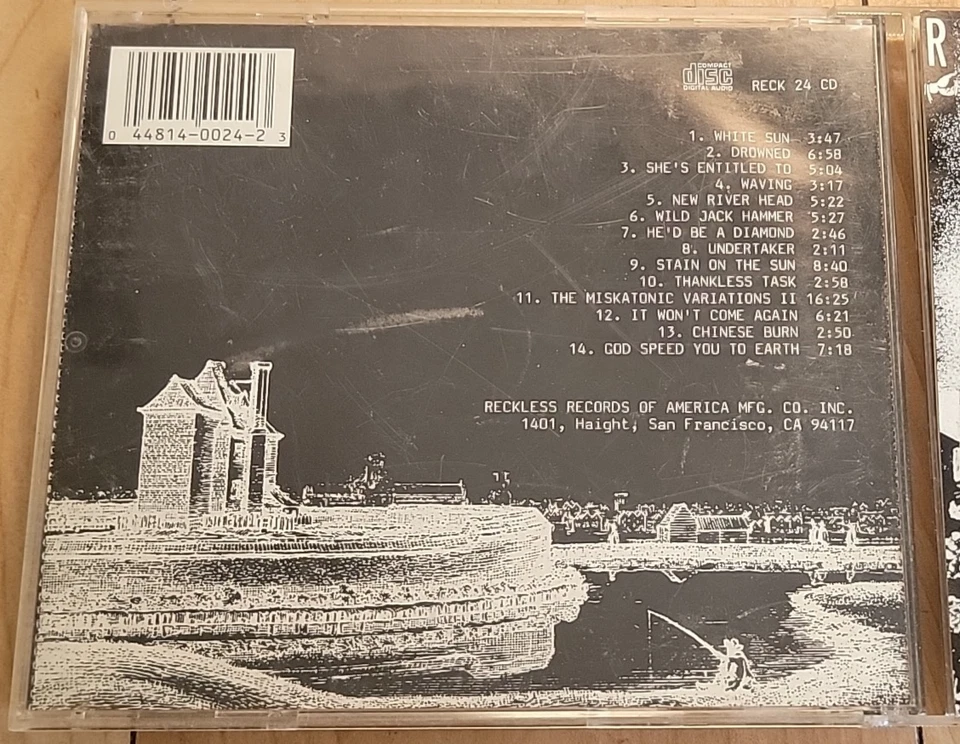 0 44814-0024-2 3
COMPACT
disc
DIGITAL AUDIO
RECK 24 CD
1. WHITE SUN 3:47
2. DROWNED 6:58
3. SHE'S ENTITLED TO 5:04
4. WAVING 3:17
5. NEW RIVER HEAD 5:22
6. WILD JACK HAMMER 5:27
7. HE'D BE A DIAMOND 2:46
8. UNDERTAKER 2:11
9. STAIN ON THE SUN 8:40
10. THANKLESS TASK 2:58
11. THE MISKATONIC VARIATIONS II 16:25
12. IT WON'T COME AGAIN 6:21
13. CHINESE BURN 2:50
14. GOD SPEED YOU TO EARTH 7:18
RECKLESS RECORDS OF AMERICA MFG. CO. INC.
1401, Haight, San Francisco, CA 94117
R